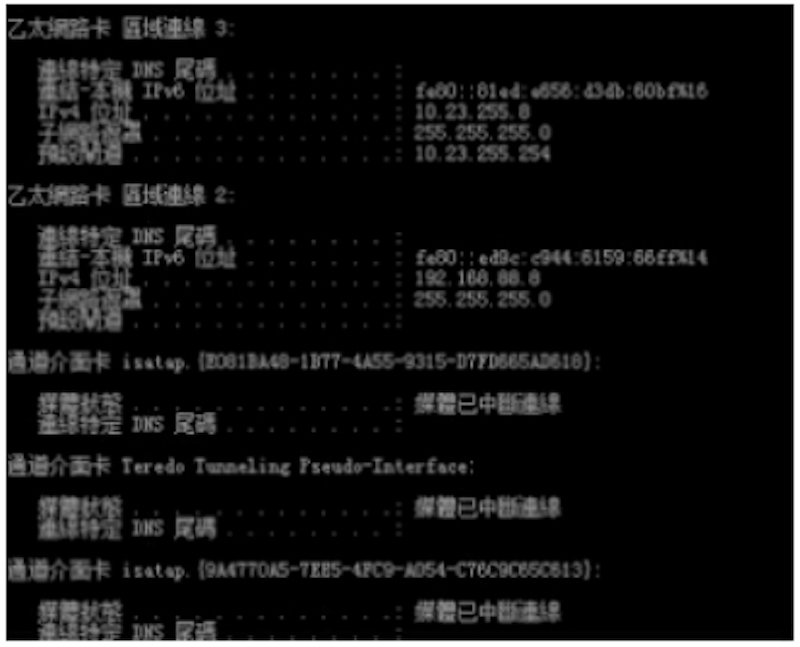 乙太網路卡 區域連線 3:
連線特定 DNS 尾碼 . . . . . . . . :
連結-本機 IPv6 位址 . . . . . . . : fe80::81ed:e656:d3db:60bf%16
IPv4 位址 . . . . . . . . . . . . : 10.23.255.8
子網路遮罩 . . . . . . . . . . . .: 255.255.255.0
預設閘道 . . . . . . . . . . . . .: 10.23.255.254
乙太網路卡 區域連線 2:
連線特定 DNS 尾碼 . . . . . . . . :
連結-本機 IPv6 位址 . . . . . . . : fe80::ed9c:c944:6159:66ff%14
IPv4 位址 . . . . . . . . . . . . : 192.168.88.8
子網路遮罩 . . . . . . . . . . . .: 255.255.255.0
預設閘道 . . . . . . . . . . . . .:
通道介面卡 isatap.{E081BA48-1B77-4A55-9315-D7FD665AD618}:
媒體狀態 . . . . . . . . . . . . .: 媒體已中斷連線
連線特定 DNS 尾碼 . . . . . . . . :
通道介面卡 Teredo Tunneling Pseudo-Interface:
媒體狀態 . . . . . . . . . . . . .: 媒體已中斷連線
連線特定 DNS 尾碼 . . . . . . . . :
通道介面卡 isatap.{9A4770A5-7EE5-4FC9-A054-C76C9C65C613}:
媒體狀態 . . . . . . . . . . . . .: 媒體已中斷連線
連線特定 DNS 尾碼 . . . . . . . . :